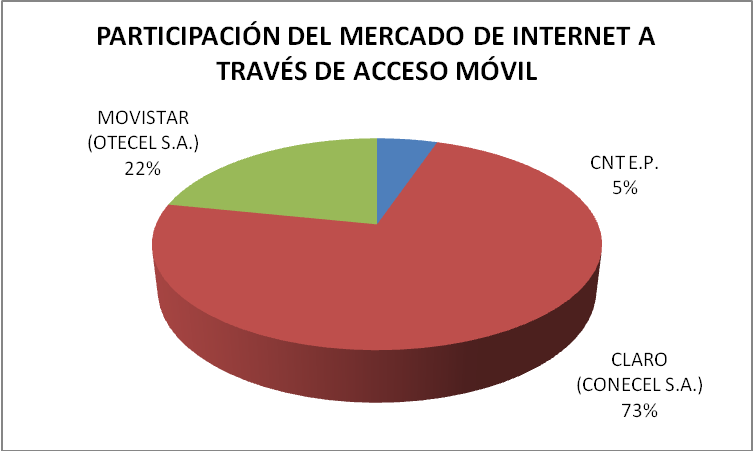 PARTICIPACIÓN DEL MERCADO DE INTERNET A
TRAVÉS DE ACCESO MÓVIL
MOVISTAR
(OTECEL S.A.)
22%
CNT E.P.
5%
CLARO
(CONECEL S.A.)
73%